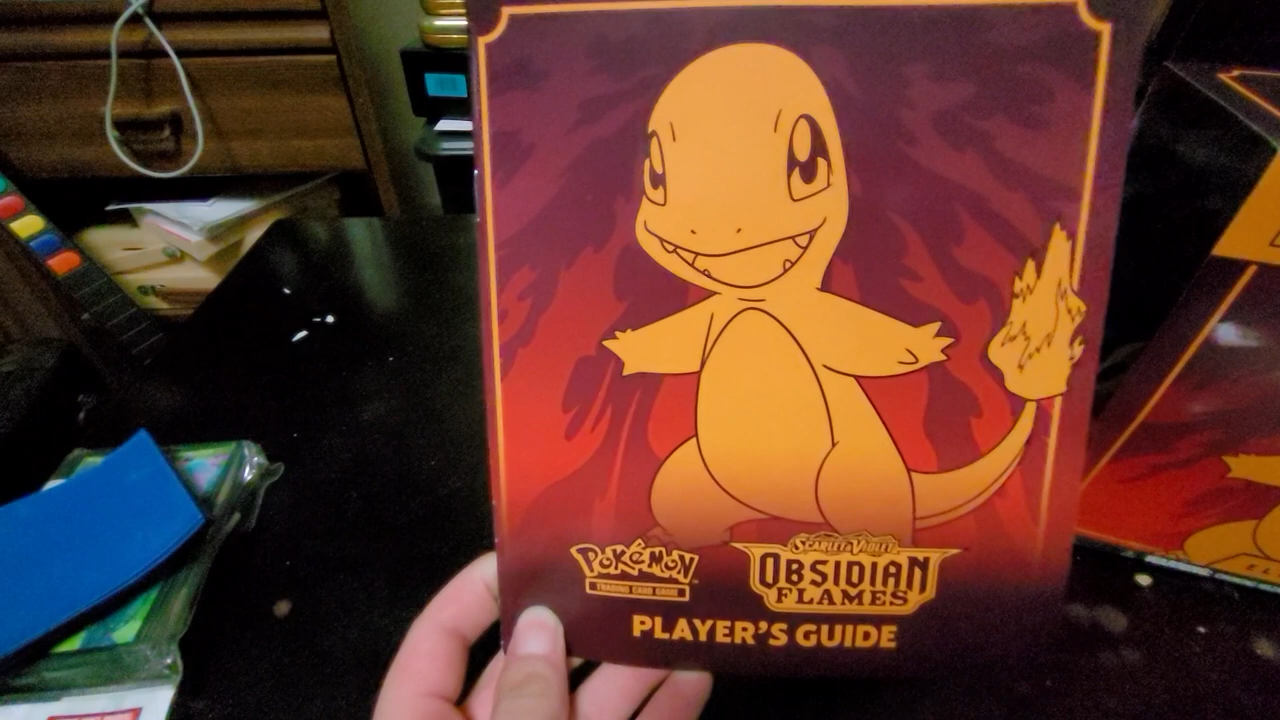 POKéMON
TRADING CARD GAME
SCARLET & VIOLET
OBSIDIAN
FLAMES
PLAYER'S GUIDE